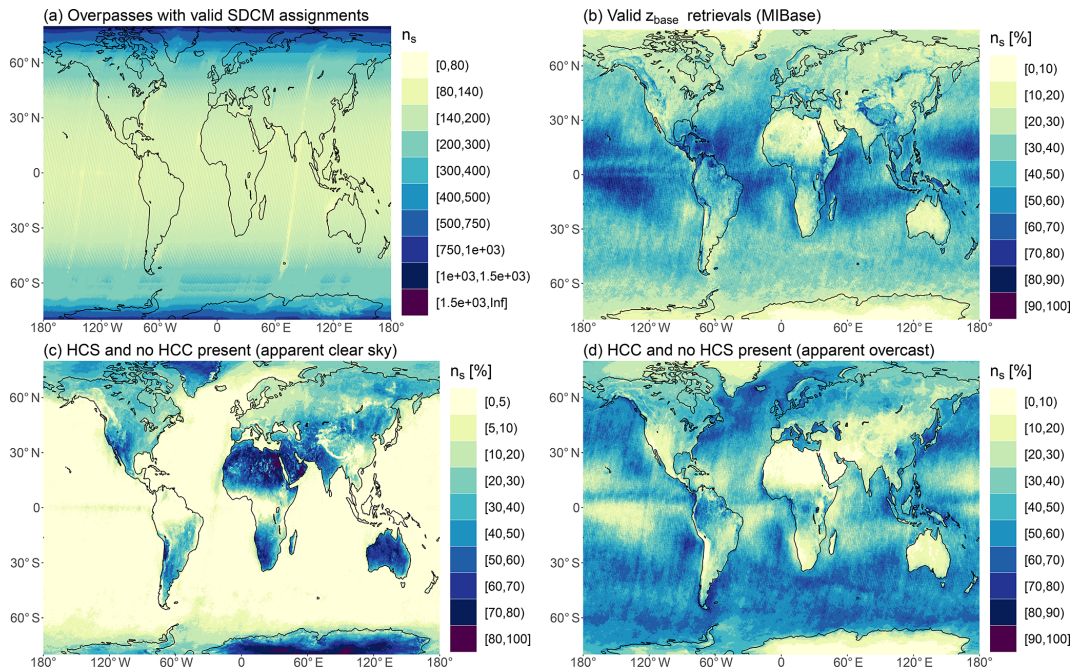 (a) Overpasses with valid SDCM assignments
60° N
30° N
0
30° S
60° S
180° 120° W 60° W 0 60° E 120° E 180°
nₛ
[0,80)
[80,140)
[140,200)
[200,300)
[300,400)
[400,500)
[500,750)
[750,1e+03)
[1e+03,1.5e+03)
[1.5e+03,Inf]
(b) Valid z_base retrievals (MIBase)
60° N
30° N
0
30° S
60° S
180° 120° W 60° W 0 60° E 120° E 180°
nₛ [%]
[0,10)
[10,20)
[20,30)
[30,40)
[40,50)
[50,60)
[60,70)
[70,80)
[80,90)
[90,100]
(c) HCS and no HCC present (apparent clear sky)
60° N
30° N
0
30° S
60° S
180° 120° W 60° W 0 60° E 120° E 180°
nₛ [%]
[0,5)
[5,10)
[10,20)
[20,30)
[30,40)
[40,50)
[50,60)
[60,70)
[70,80)
[80,100]
(d) HCC and no HCS present (apparent overcast)
60° N
30° N
0
30° S
60° S
180° 120° W 60° W 0 60° E 120° E 180°
nₛ [%]
[0,10)
[10,20)
[20,30)
[30,40)
[40,50)
[50,60)
[60,70)
[70,80)
[80,90)
[90,100]